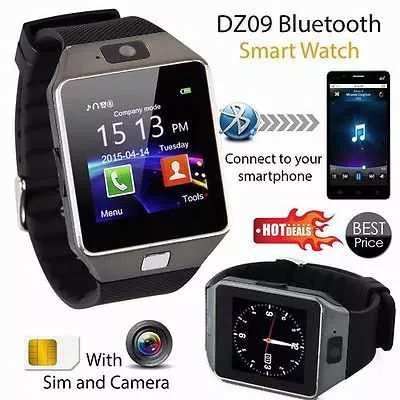 DZ09 Bluetooth
Smart Watch
Company mode
15 13 PM
2015-04-14 Tuesday
Menu
Tools
Connect to your
smartphone
HOT DEALS
BEST
Price
12
With
Sim and Camera